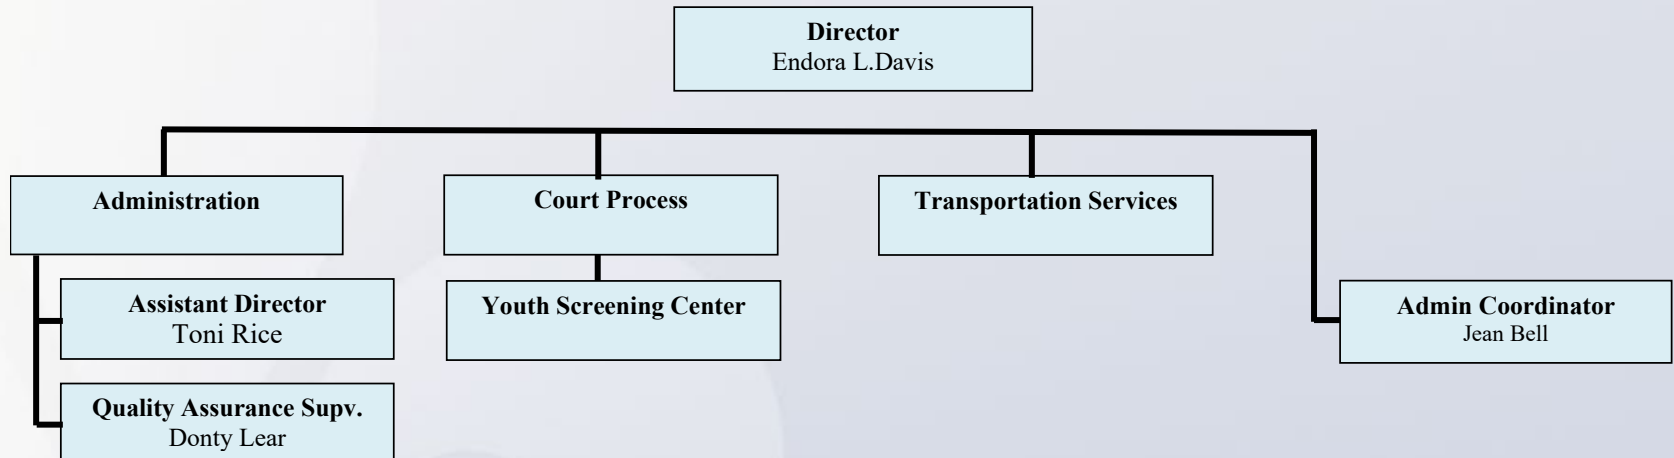 Director
Endora L.Davis
Administration
Court Process
Transportation Services
Assistant Director
Toni Rice
Youth Screening Center
Admin Coordinator
Jean Bell
Quality Assurance Supv.
Donty Lear